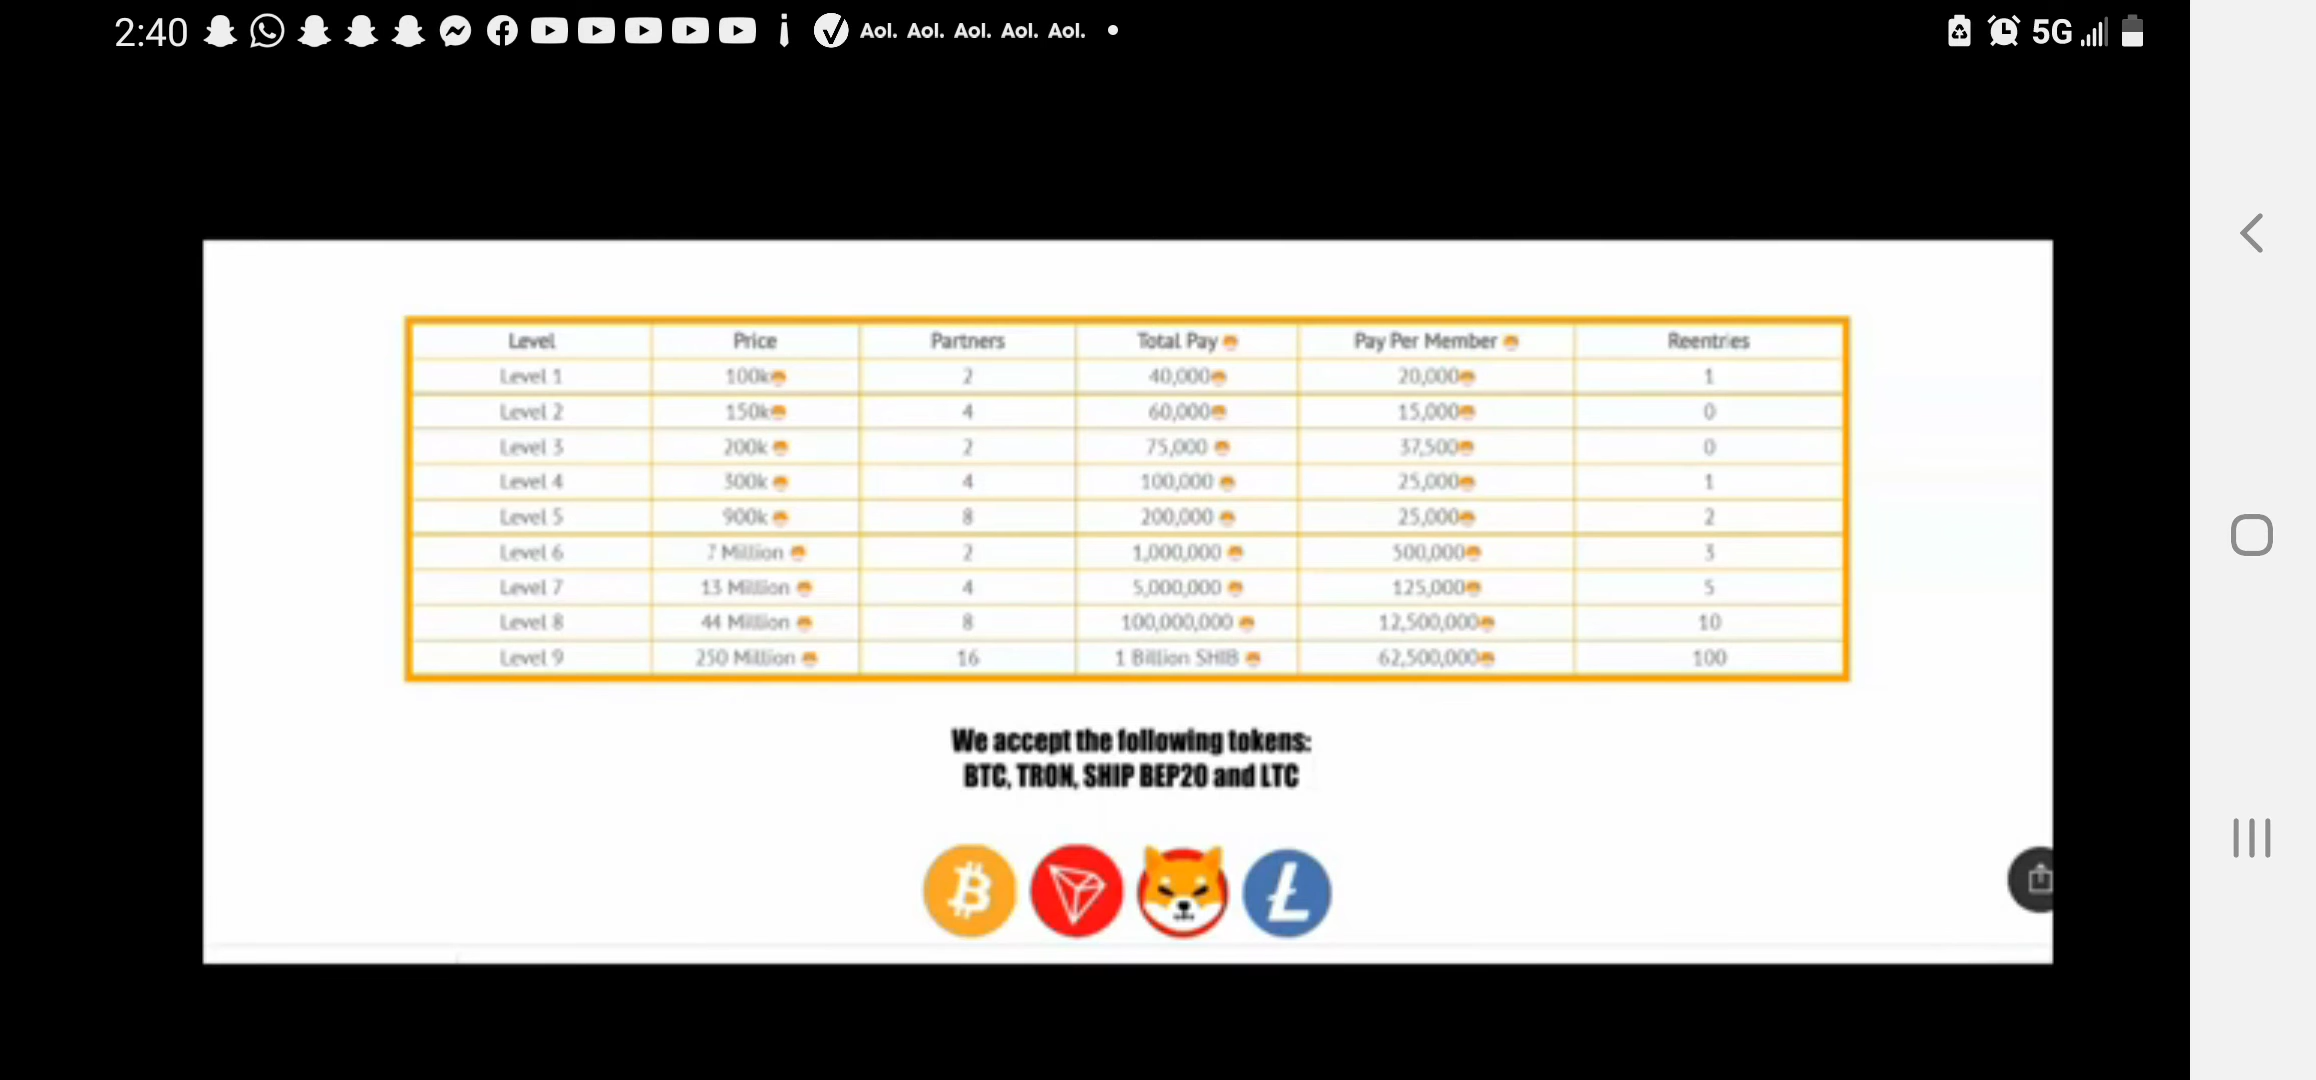 2:40 Aol. Aol. Aol. Aol. Aol. 5G
Level Price Partners Total Pay Pay Per Member Reentries
Level 1 100k 2 40,000 20,000 1
Level 2 150k 4 60,000 15,000 0
Level 3 200k 2 75,000 37,500 0
Level 4 300k 4 100,000 25,000 1
Level 5 900k 8 200,000 25,000 2
Level 6 Million 2 1,000,000 500,000 3
Level 7 13 Million 4 5,000,000 125,000 5
Level 8 44 Million 8 100,000,000 12,500,000 10
Level 9 250 Million 16 1 Billion SHIB 62,500,000 100
We accept the following tokens:
BTC, TRON, SHIP BEP20 and LTC